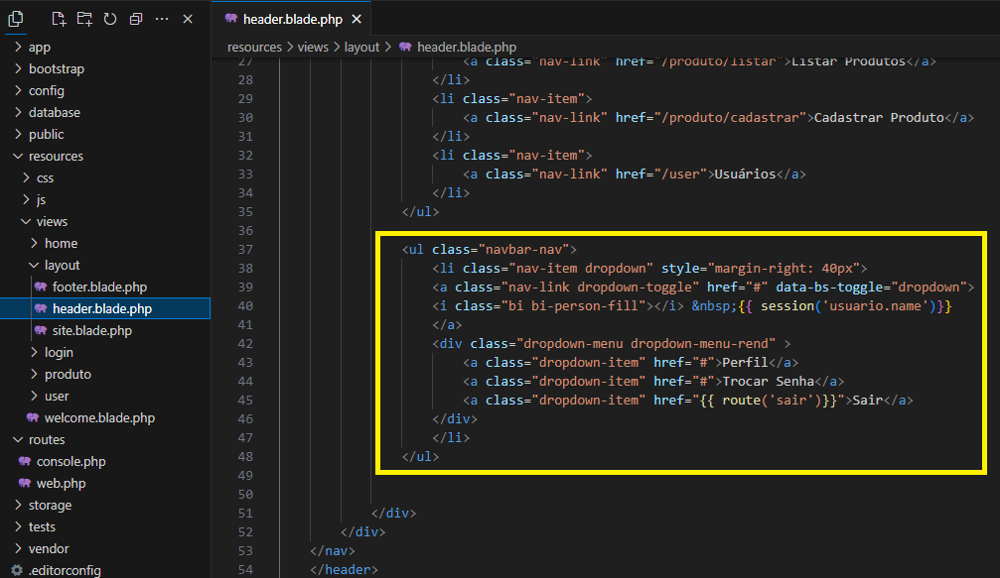 header.blade.php
resources > views > layout > header.blade.php
app
bootstrap
config
database
public
resources
css
js
views
home
layout
footer.blade.php
header.blade.php
site.blade.php
login
produto
user
welcome.blade.php
routes
console.php
web.php
storage
tests
vendor
.editorconfig
27 <a class="nav-link" href="/produto/listar">Listar Produtos</a>
28 </li>
29 <li class="nav-item">
30 <a class="nav-link" href="/produto/cadastrar">Cadastrar Produto</a>
31 </li>
32 <li class="nav-item">
33 <a class="nav-link" href="/user">Usuários</a>
34 </li>
35 </ul>
36
37 <ul class="navbar-nav">
38 <li class="nav-item dropdown" style="margin-right: 40px">
39 <a class="nav-link dropdown-toggle" href="#" data-bs-toggle="dropdown">
40 <i class="bi bi-person-fill"></i> &nbsp;{{ session('usuario.name')}}
41 </a>
42 <div class="dropdown-menu dropdown-menu-rend" >
43 <a class="dropdown-item" href="#">Perfil</a>
44 <a class="dropdown-item" href="#">Trocar Senha</a>
45 <a class="dropdown-item" href="{{ route('sair')}}">Sair</a>
46 </div>
47 </li>
48 </ul>
49
50
51 </div>
52 </div>
53 </nav>
54 </header>